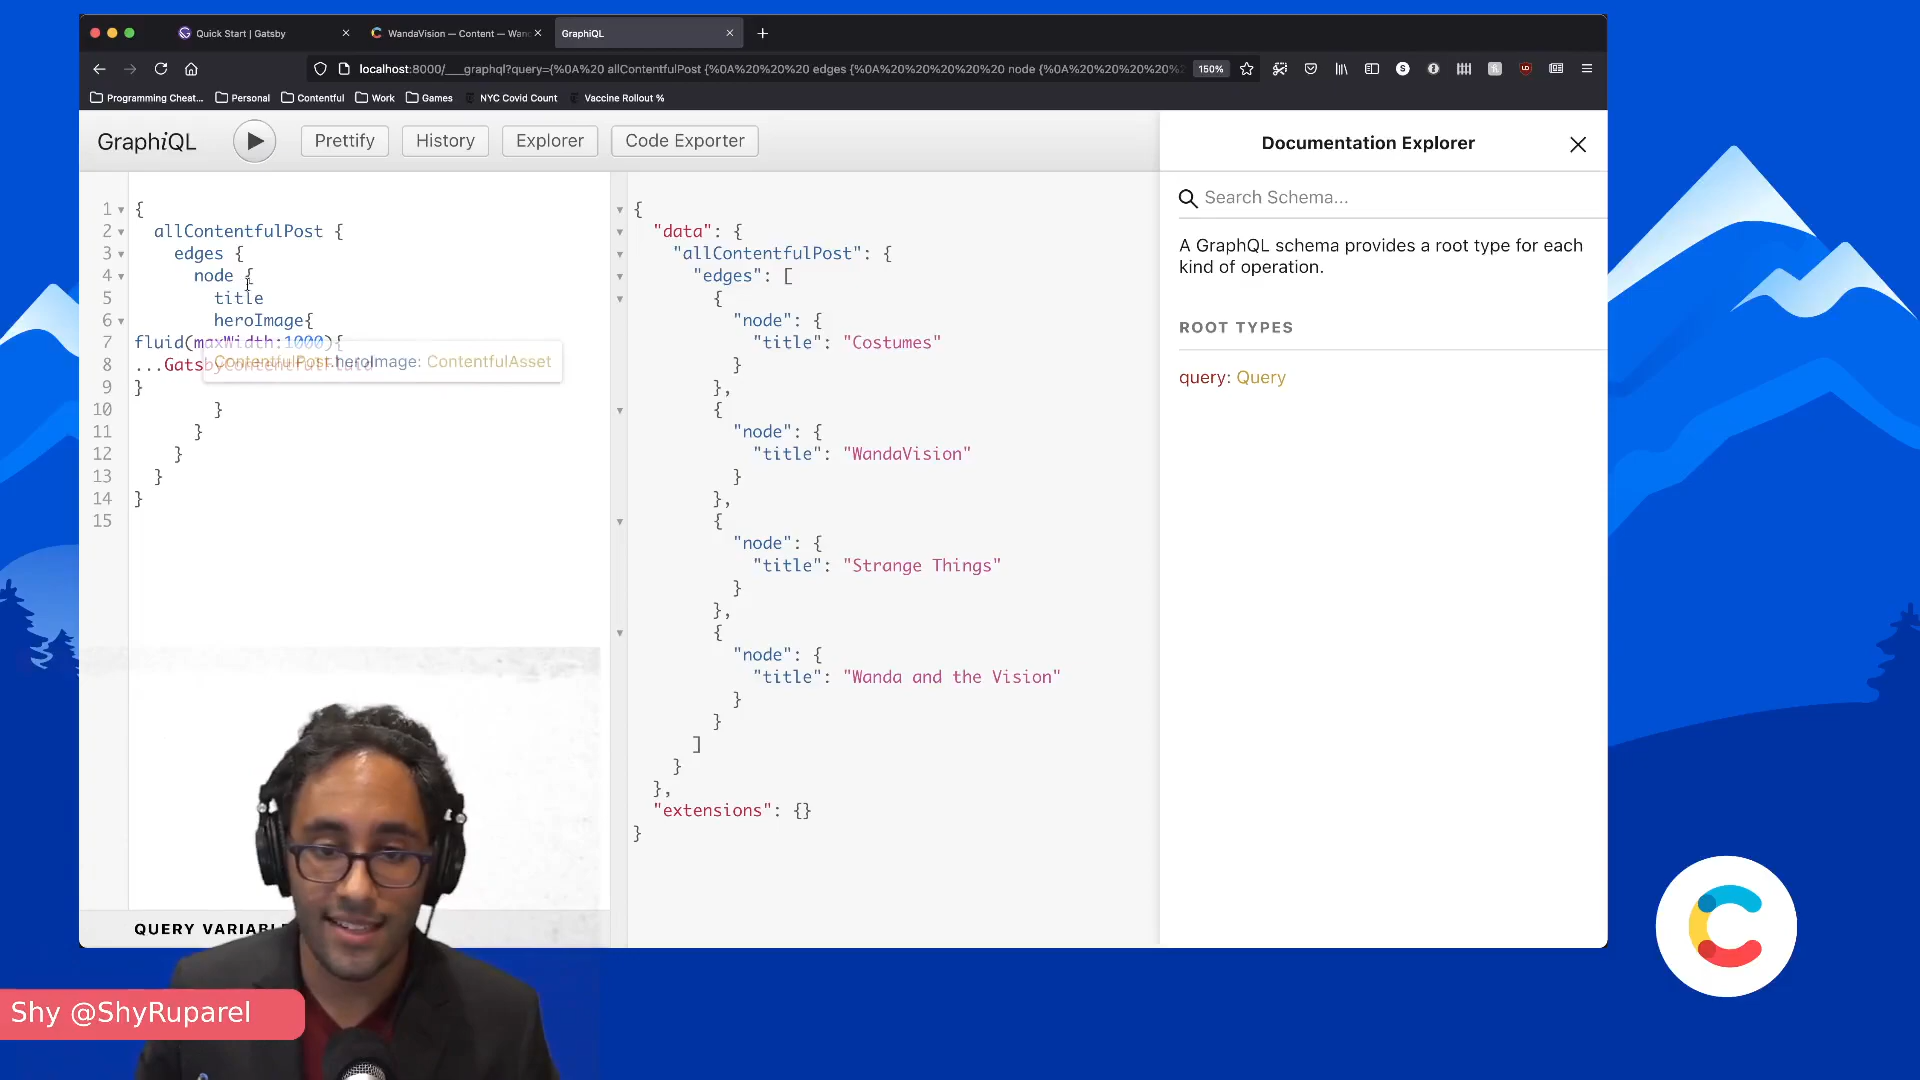 Quick Start | Gatsby
WandaVision — Content — Wand
GraphiQL
localhost:8000/___graphql?query={%0A%20 allContentfulPost {%0A%20%20%20 edges {%0A%20%20%20%20%20 node {%0A%20%20%20%20%20%20%2
150%
Programming Cheat...
Personal
Contentful
Work
Games
NYC Covid Count
Vaccine Rollout %
GraphiQL
Prettify
History
Explorer
Code Exporter
1 {
2 allContentfulPost {
3 edges {
4 node {
5 title
6 heroImage{
7 fluid(maxWidth:1000){
8 ...GatsbyContentfulFluid
ContentfulPost.heroImage: ContentfulAsset
9 }
10 }
11 }
12 }
13 }
14 }
15
QUERY VARIABL
{
"data": {
"allContentfulPost": {
"edges": [
{
"node": {
"title": "Costumes"
}
},
{
"node": {
"title": "WandaVision"
}
},
{
"node": {
"title": "Strange Things"
}
},
{
"node": {
"title": "Wanda and the Vision"
}
}
]
}
},
"extensions": {}
}
Documentation Explorer
Search Schema...
A GraphQL schema provides a root type for each
kind of operation.
ROOT TYPES
query: Query
Shy @ShyRuparel